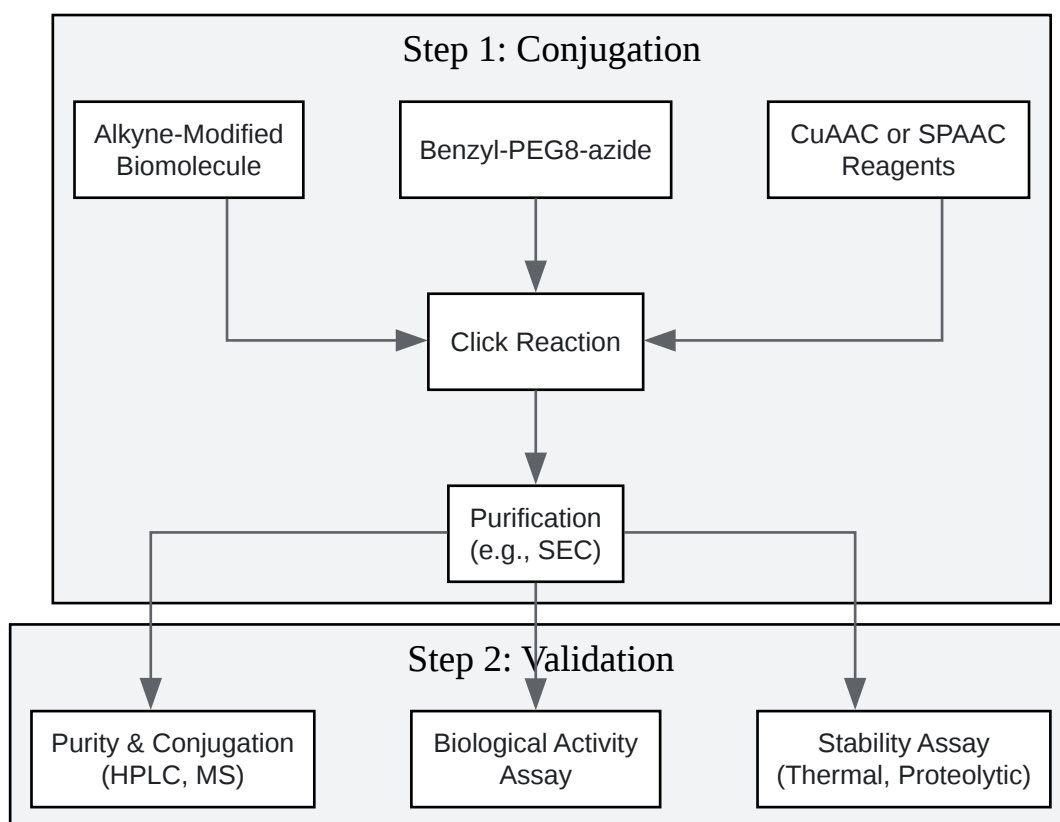 Step 1: Conjugation
Alkyne-Modified
Biomolecule
Benzyl-PEG8-azide
CuAAC or SPAAC
Reagents
Click Reaction
Purification
(e.g., SEC)
Step 2: Validation
Purity & Conjugation
(HPLC, MS)
Biological Activity
Assay
Stability Assay
(Thermal, Proteolytic)